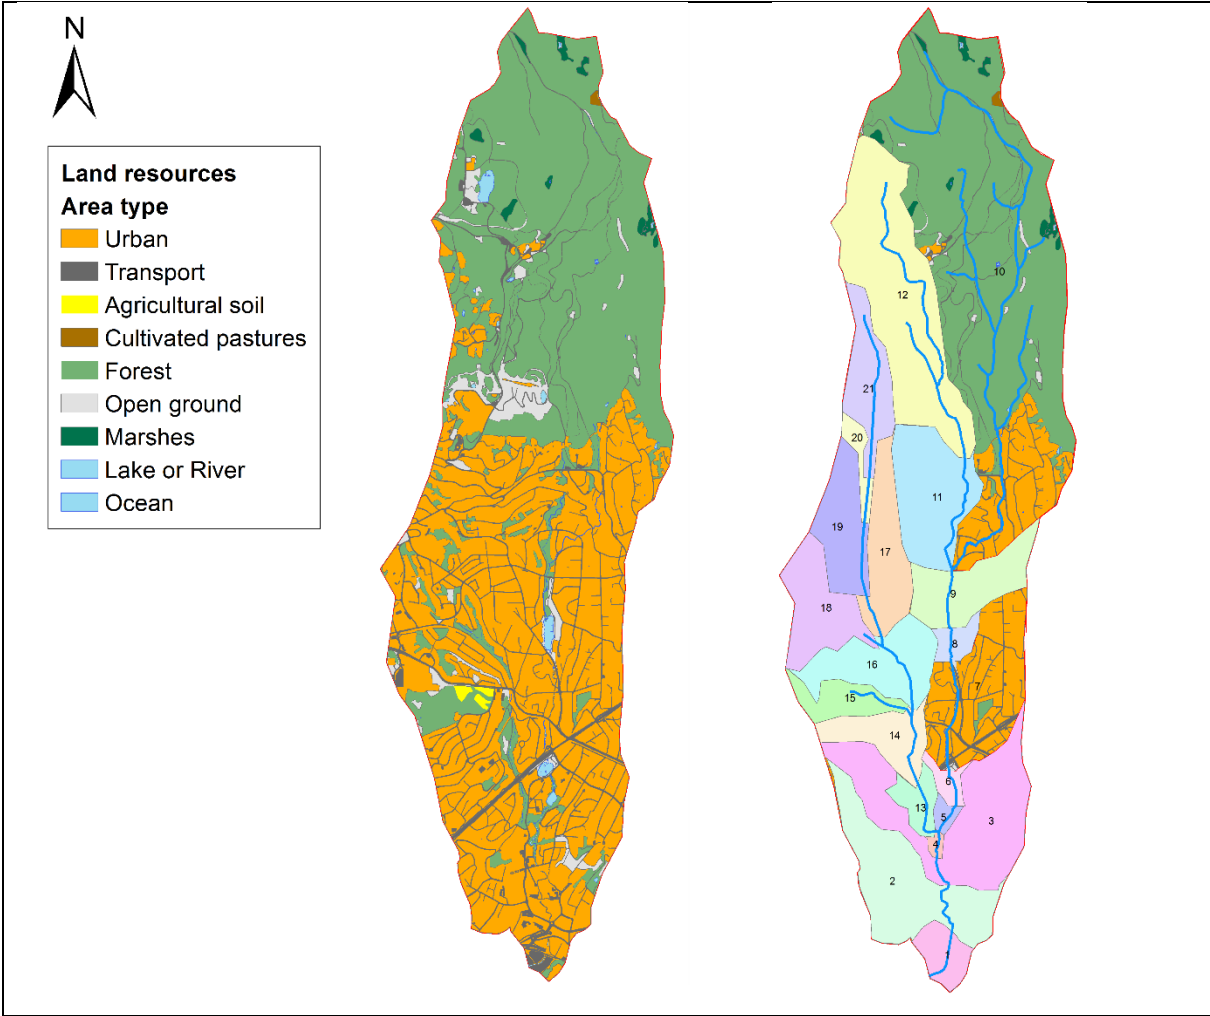 N
Land resources
Area type
Urban
Transport
Agricultural soil
Cultivated pastures
Forest
Open ground
Marshes
Lake or River
Ocean
10
12
21
20
11
19
17
9
18
8
16
7
15
14
6
13
5
3
4
2
1